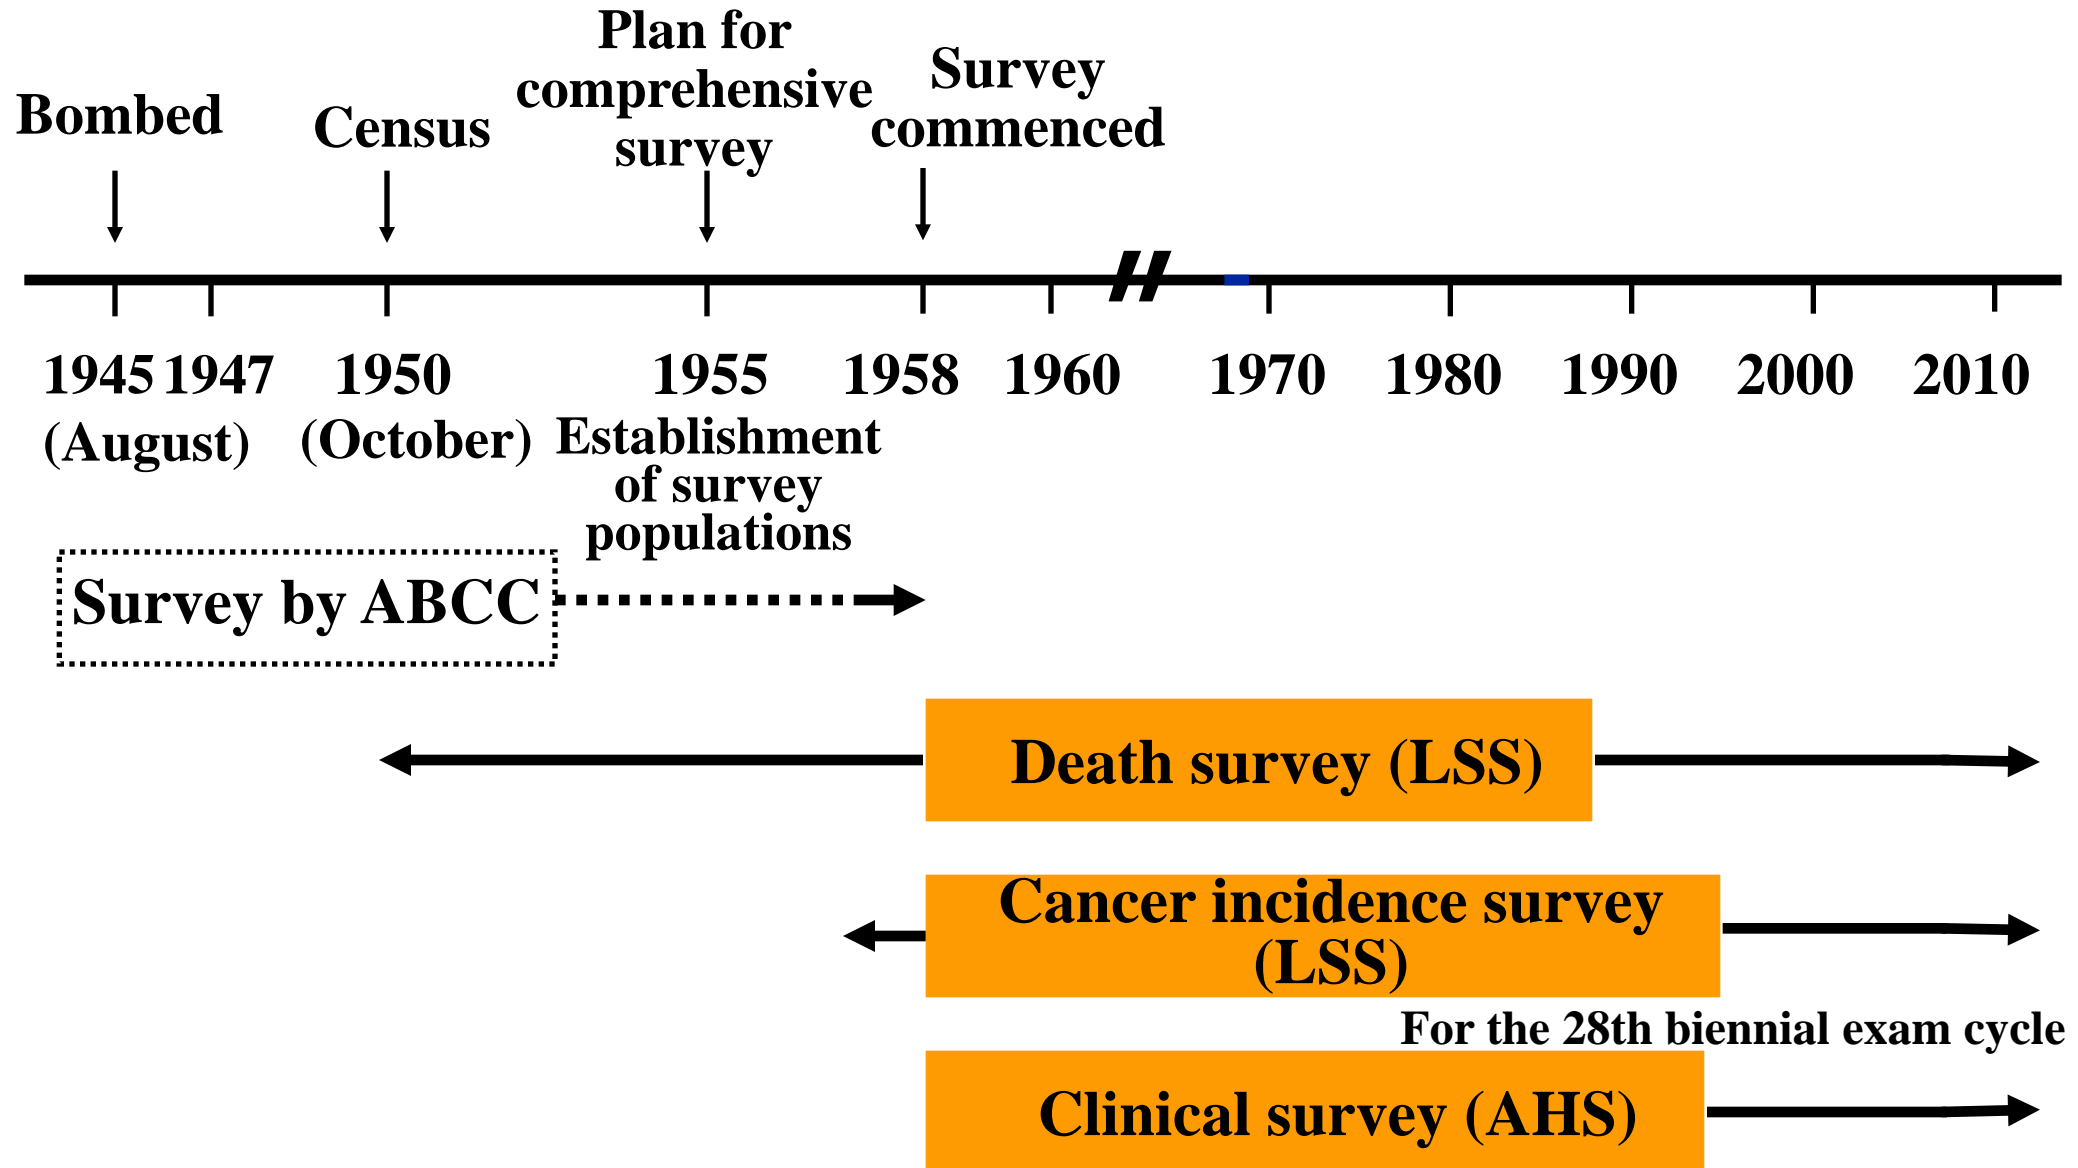 Bombed
Census
Plan for
comprehensive
survey
Survey
commenced
1945 1947 1950 1955 1958 1960 1970 1980 1990 2000 2010
(August)
(October)
Establishment
of survey
populations
Survey by ABCC
Death survey (LSS)
Cancer incidence survey
(LSS)
For the 28th biennial exam cycle
Clinical survey (AHS)